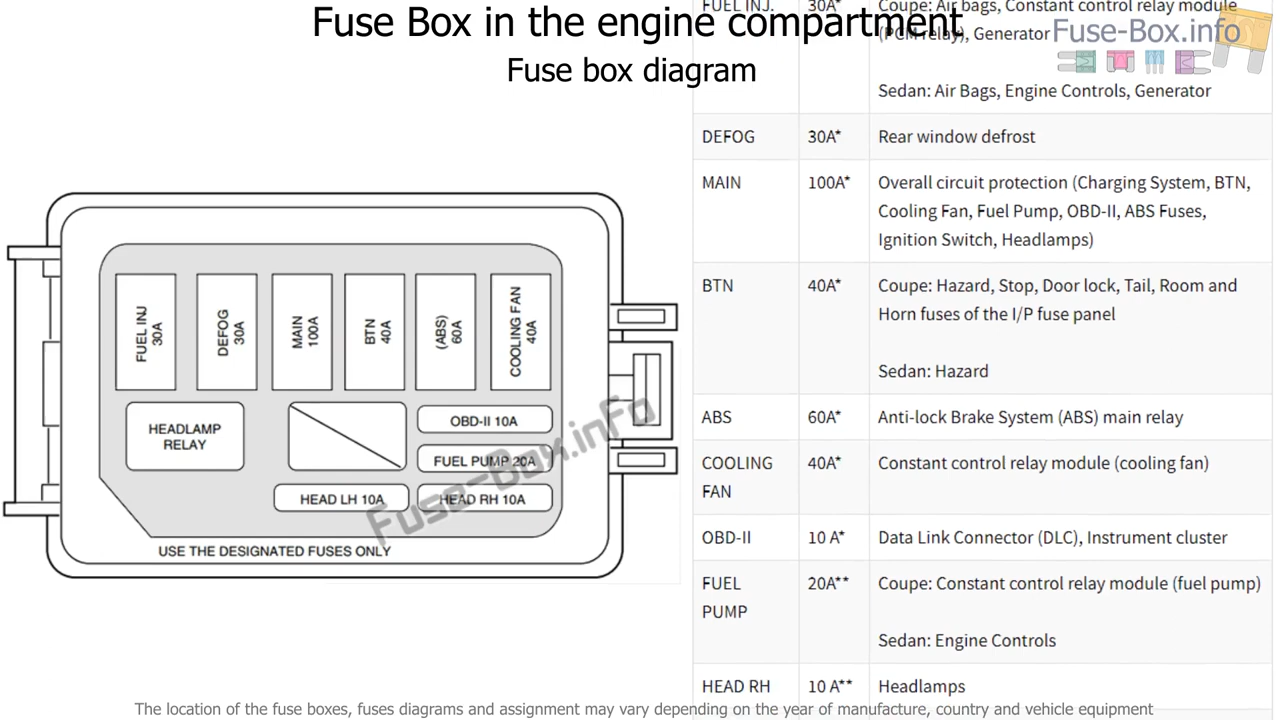 Fuse Box in the engine compartment
Fuse box diagram
Fuse-Box.info
FUEL INJ.
30A*
Coupe: Air bags, Constant control relay module
(PCM relay), Generator
Sedan: Air Bags, Engine Controls, Generator
DEFOG
30A*
Rear window defrost
MAIN
100A*
Overall circuit protection (Charging System, BTN,
Cooling Fan, Fuel Pump, OBD-II, ABS Fuses,
Ignition Switch, Headlamps)
BTN
40A*
Coupe: Hazard, Stop, Door lock, Tail, Room and
Horn fuses of the I/P fuse panel
Sedan: Hazard
ABS
60A*
Anti-lock Brake System (ABS) main relay
COOLING
FAN
40A*
Constant control relay module (cooling fan)
OBD-II
10 A*
Data Link Connector (DLC), Instrument cluster
FUEL
PUMP
20A**
Coupe: Constant control relay module (fuel pump)
Sedan: Engine Controls
HEAD RH
10 A**
Headlamps
FUEL INJ
30A
DEFOG
30A
MAIN
100A
BTN
40A
(ABS)
60A
COOLING FAN
40A
HEADLAMP
RELAY
OBD-II 10A
FUEL PUMP 20A
HEAD LH 10A
HEAD RH 10A
USE THE DESIGNATED FUSES ONLY
Fuse-Box.info
The location of the fuse boxes, fuses diagrams and assignment may vary depending on the year of manufacture, country and vehicle equipment